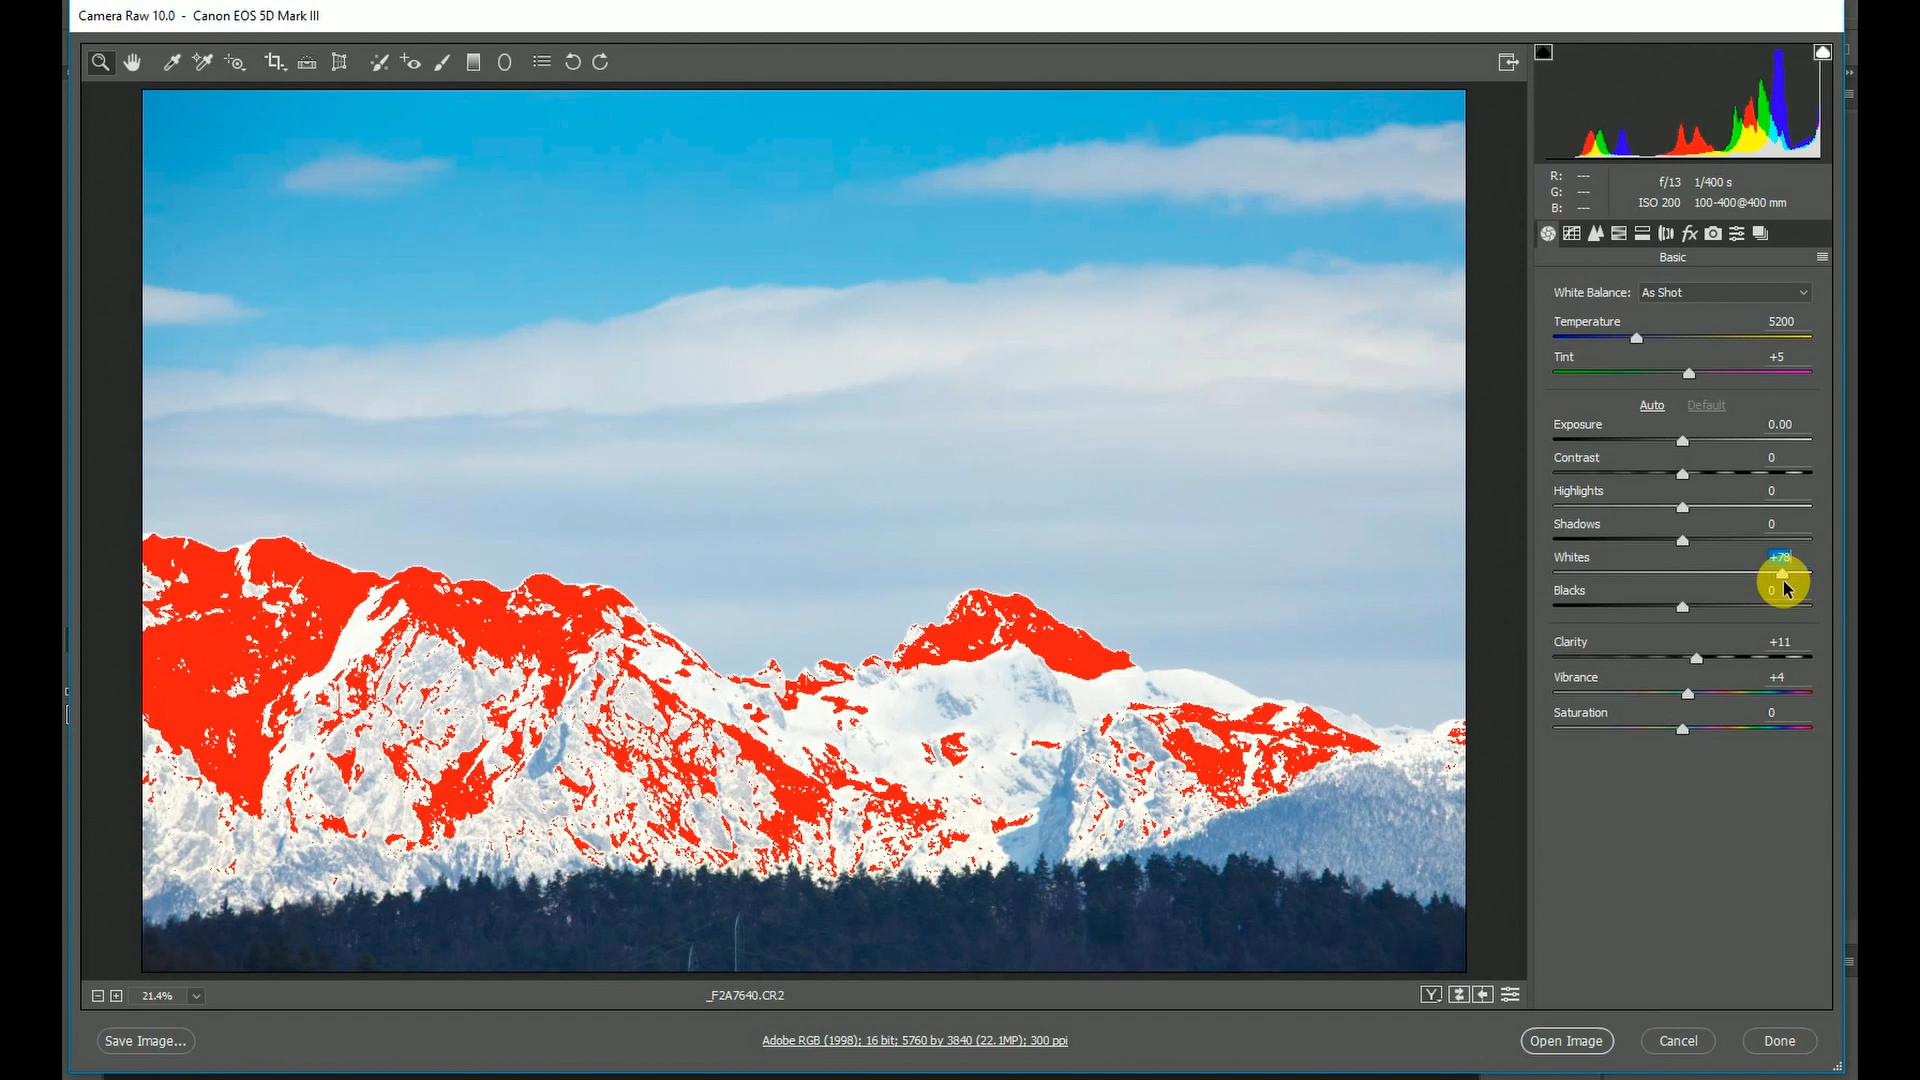 Camera Raw 10.0 - Canon EOS 5D Mark III
R: ---
G: ---
B: ---
f/13 1/400 s
ISO 200 100-400@400 mm
fx
Basic
White Balance: As Shot
Temperature 5200
Tint +5
Auto Default
Exposure 0.00
Contrast 0
Highlights 0
Shadows 0
Whites +78
Blacks 0
Clarity +11
Vibrance +4
Saturation 0
21.4%
_F2A7640.CR2
Y
Save Image...
Adobe RGB (1998); 16 bit; 5760 by 3840 (22.1MP); 300 ppi
Open Image
Cancel
Done